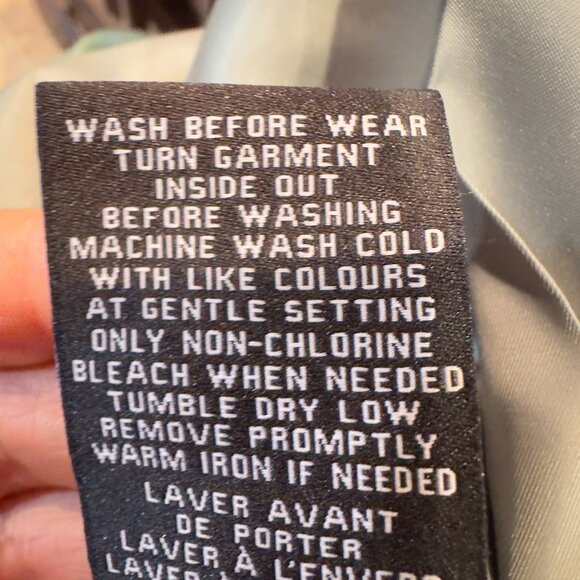 WASH BEFORE WEAR
TURN GARMENT
INSIDE OUT
BEFORE WASHING
MACHINE WASH COLD
WITH LIKE COLOURS
AT GENTLE SETTING
ONLY NON-CHLORINE
BLEACH WHEN NEEDED
TUMBLE DRY LOW
REMOVE PROMPTLY
WARM IRON IF NEEDED
LAVER AVANT
DE PORTER
LAVER À L'ENVERS
LAVER